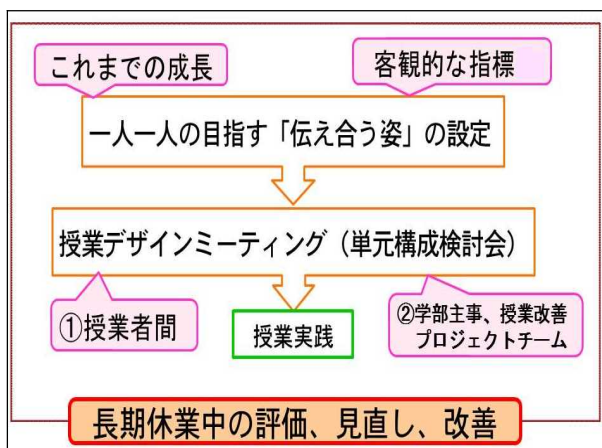 これまでの成長
客観的な指標
一人一人の目指す「伝え合う姿」の設定
授業デザインミーティング（単元構成検討会）
①授業者間
授業実践
②学部主事、授業改善
プロジェクトチーム
長期休業中の評価、見直し、改善